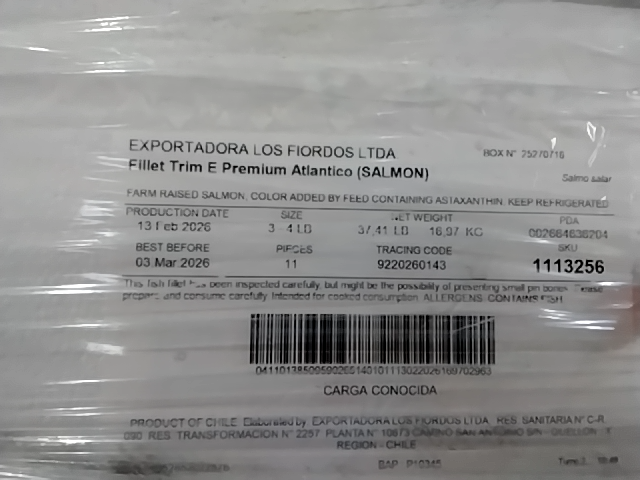 EXPORTADORA LOS FIORDOS LTDA
BOX N° 25270716
Fillet Trim E Premium Atlantico (SALMON)
Salmo salar
FARM RAISED SALMON, COLOR ADDED BY FEED CONTAINING ASTAXANTHIN, KEEP REFRIGERATED
PRODUCTION DATE SIZE NET WEIGHT PDA
13 Feb 2026 3 - 4 LB 37,41 LB 16,97 KG
BEST BEFORE PIECES TRACING CODE SKU
03 Mar 2026 11 9220260143 1113256
This fish fillet has been inspected carefully, but might be the possibility of presenting small pin bones. Please
prepare and consume carefully. Intended for cooked consumption. ALLERGENS: CONTAINS FISH
CARGA CONOCIDA
PRODUCT OF CHILE. Elaborated by: EXPORTADORA LOS FIORDOS LTDA. RES. SANITARIA N° C-R.
090 RES. TRANSFORMACION N° 2257 PLANTA N° 10673 CAMINO SAN ANTONIO S/N - QUELLON - X
REGION - CHILE
BAP P10345